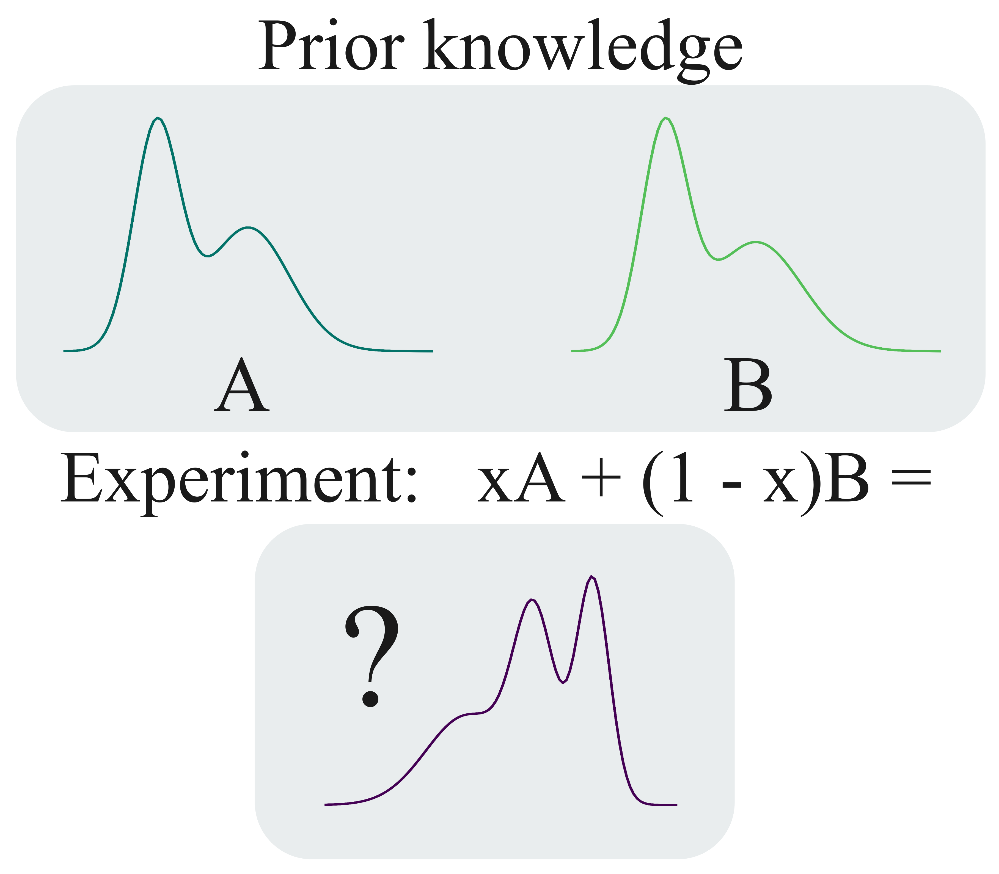 Prior knowledge
A B
Experiment: xA + (1 - x)B =
?